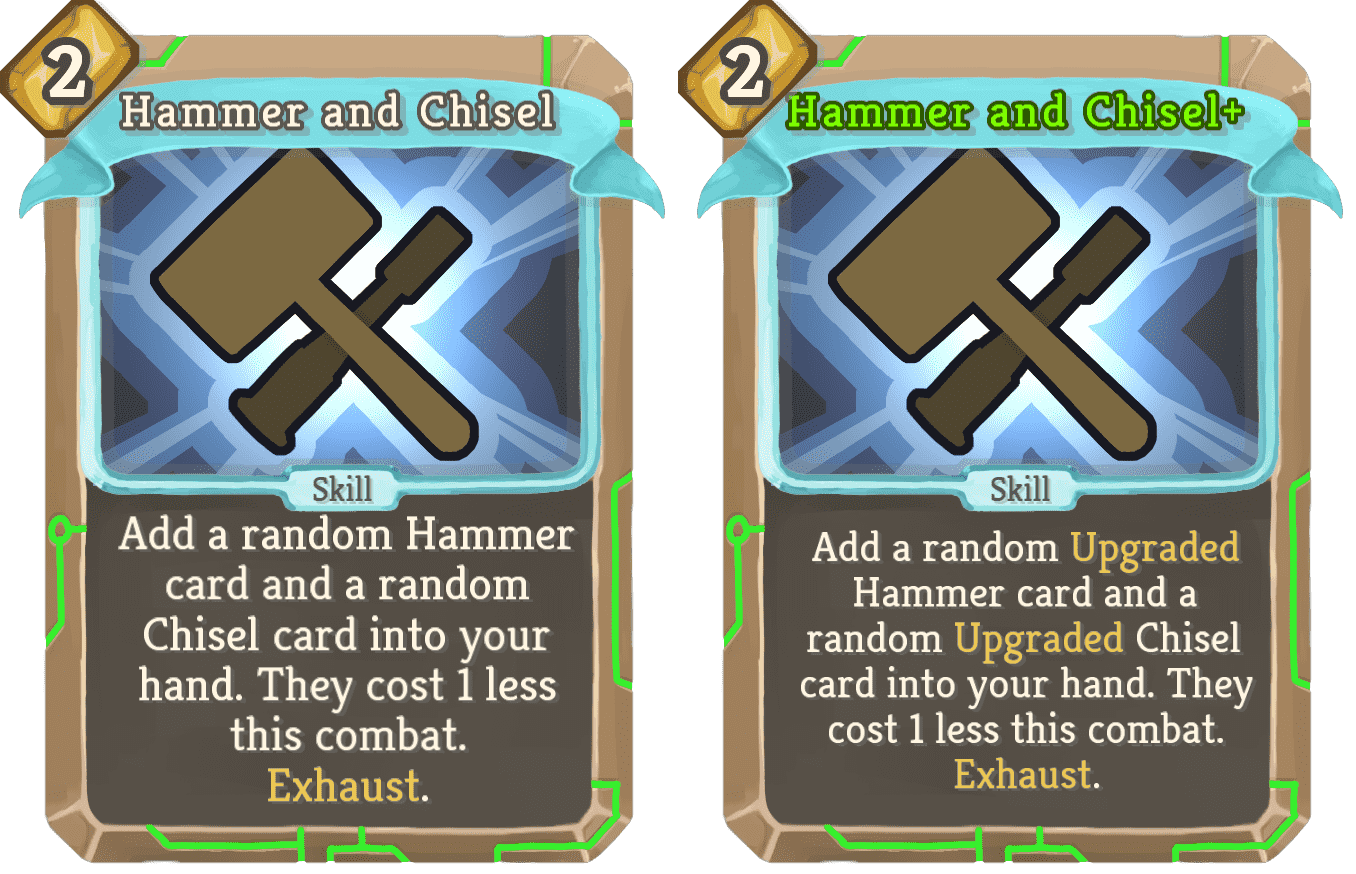 2
Hammer and Chisel
Skill
Add a random Hammer
card and a random
Chisel card into your
hand. They cost 1 less
this combat.
Exhaust.
2
Hammer and Chisel+
Skill
Add a random Upgraded
Hammer card and a
random Upgraded Chisel
card into your hand. They
cost 1 less this combat.
Exhaust.